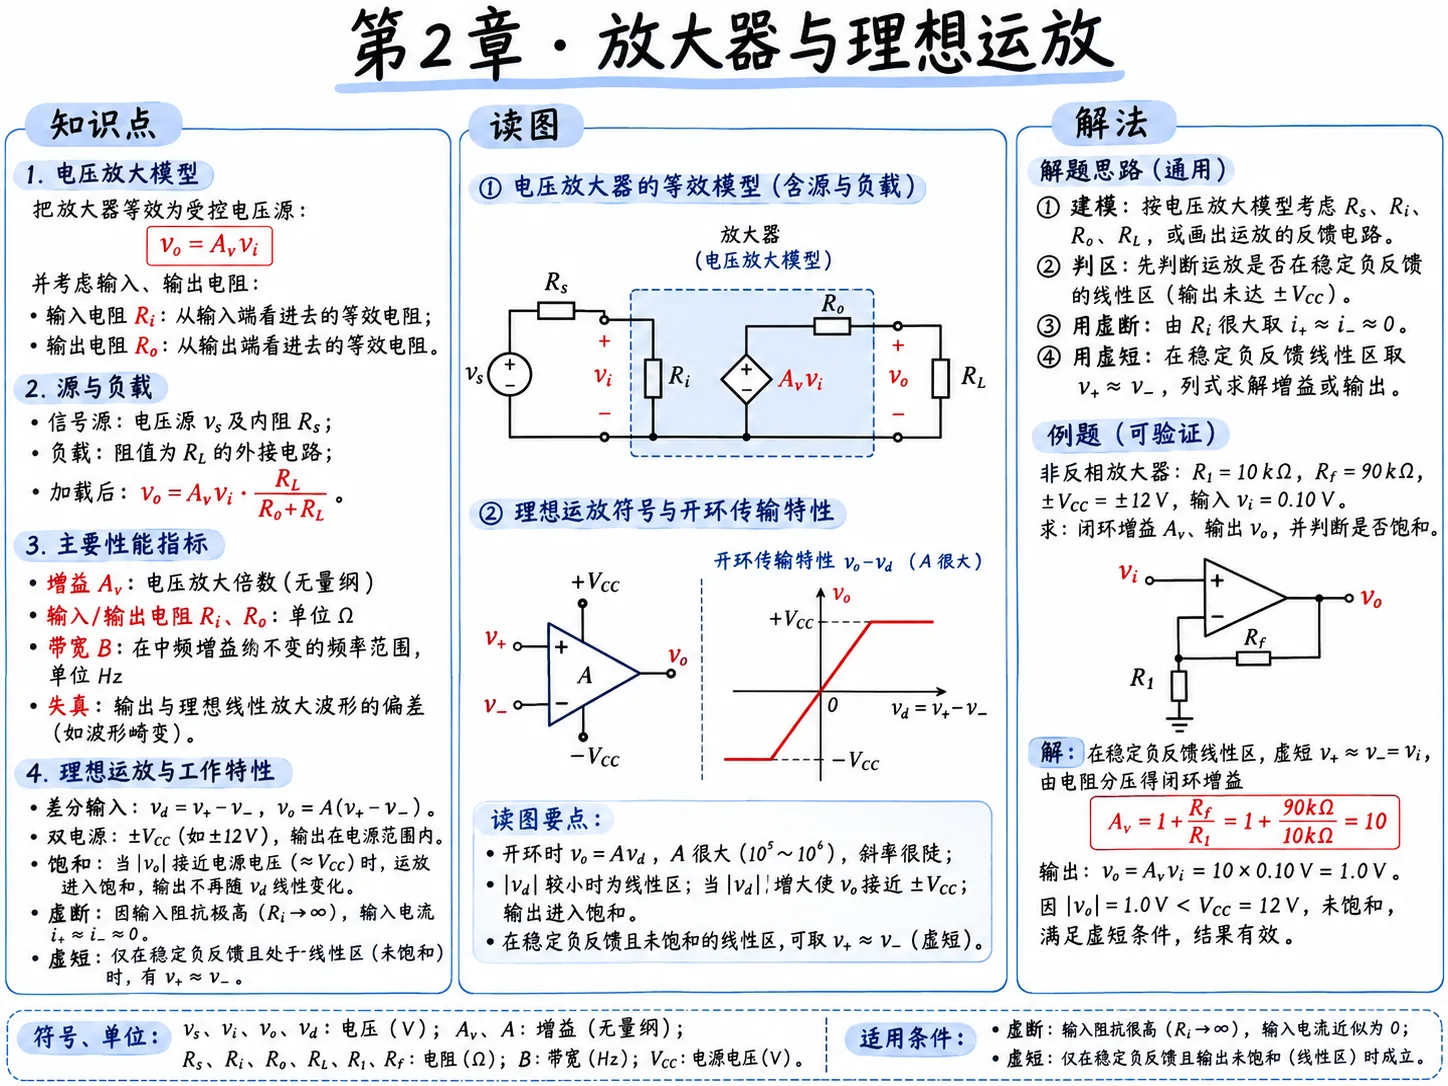 第2章·放大器与理想运放
知识点
1. 电压放大模型
把放大器等效为受控电压源:
v_o = A_v v_i
并考虑输入、输出电阻:
• 输入电阻 R_i: 从输入端看进去的等效电阻;
• 输出电阻 R_o: 从输出端看进去的等效电阻。
2. 源与负载
• 信号源: 电压源 v_s 及内阻 R_s;
• 负载: 阻值为 R_L 的外接电路;
• 加载后: v_o = A_v v_i · R_L / (R_o + R_L) 。
3. 主要性能指标
• 增益 A_v: 电压放大倍数(无量纲)
• 输入/输出电阻 R_i、R_o: 单位 Ω
• 带宽 B: 在中频增益约不变的频率范围,
单位 Hz
• 失真: 输出与理想线性放大波形的偏差
(如波形畸变)。
4. 理想运放与工作特性
• 差分输入: v_d = v_+ − v_− , v_o = A(v_+ − v_−) 。
• 双电源: ±V_CC (如±12V), 输出在电源范围内。
• 饱和: 当 |v_o| 接近电源电压 (≈V_CC) 时, 运放
进入饱和, 输出不再随 v_d 线性变化。
• 虚断: 因输入阻抗极高 (R_i→∞), 输入电流
i_+ ≈ i_− ≈ 0。
• 虚短: 仅在稳定负反馈且处于线性区 (未饱和)
时, 有 v_+ ≈ v_− 。
读图
① 电压放大器的等效模型 (含源与负载)
放大器
(电压放大模型)
R_s
R_o
v_s
+
−
+
v_i
−
R_i
+
−
A_v v_i
+
v_o
−
R_L
② 理想运放符号与开环传输特性
开环传输特性 v_o−v_d (A 很大)
+V_CC
v_+
+
A
v_−
−
v_o
−V_CC
v_o
+V_CC
0
v_d = v_+−v_−
−V_CC
读图要点:
• 开环时 v_o = Av_d , A 很大 (10^5～10^6), 斜率很陡;
• |v_d| 较小时为线性区; 当 |v_d| 增大使 v_o 接近 ±V_CC;
输出进入饱和。
• 在稳定负反馈且未饱和的线性区, 可取 v_+ ≈ v_− (虚短)。
解法
解题思路 (通用)
① 建模: 按电压放大模型考虑 R_s、R_i、
R_o、R_L , 或画出运放的反馈电路。
② 判区: 先判断运放是否在稳定负反馈
的线性区 (输出未达 ±V_CC) 。
③ 用虚断: 由 R_i 很大取 i_+ ≈ i_− ≈ 0 。
④ 用虚短: 在稳定负反馈线性区取
v_+ ≈ v_− , 列式求解增益或输出。
例题 (可验证)
非反相放大器: R_1 = 10 kΩ, R_f = 90kΩ,
±V_CC = ±12 V, 输入 v_i = 0.10 V 。
求: 闭环增益 A_v、输出 v_o, 并判断是否饱和。
v_i
+
−
v_o
R_f
R_1
解: 在稳定负反馈线性区, 虚短 v_+ ≈ v_− = v_i,
由电阻分压得闭环增益
A_v = 1 + R_f / R_1 = 1 + 90kΩ / 10kΩ = 10
输出: v_o = A_v v_i = 10 × 0.10 V = 1.0 V 。
因 |v_o| = 1.0 V < V_CC = 12 V, 未饱和,
满足虚短条件, 结果有效。
符号、单位:
v_s、v_i、v_o、v_d: 电压 (V); A_v、A: 增益 (无量纲);
R_s、R_i、R_o、R_L、R_1、R_f: 电阻(Ω); B: 带宽 (Hz); V_CC: 电源电压(V)。
适用条件:
• 虚断: 输入阻抗很高 (R_i→∞), 输入电流近似为 0;
• 虚短: 仅在稳定负反馈且输出未饱和 (线性区) 时成立。